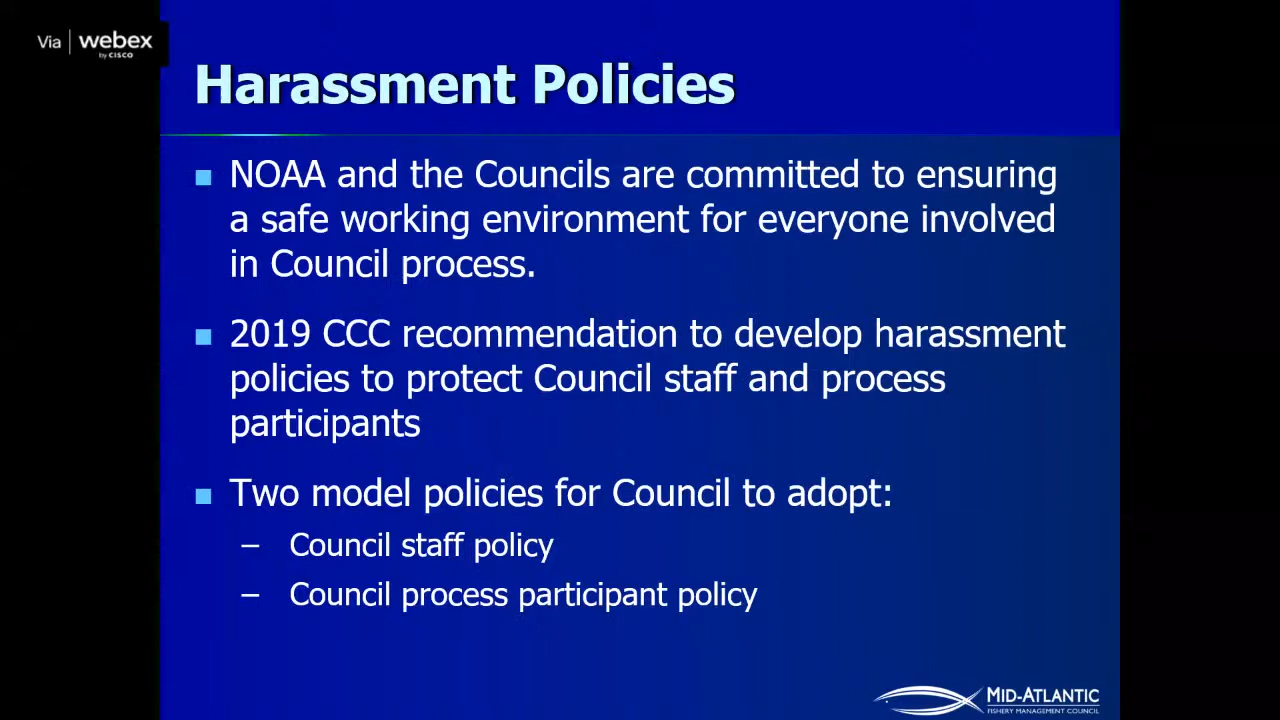 Via | webex
by CISCO
Harassment Policies
NOAA and the Councils are committed to ensuring
a safe working environment for everyone involved
in Council process.
2019 CCC recommendation to develop harassment
policies to protect Council staff and process
participants
Two model policies for Council to adopt:
– Council staff policy
– Council process participant policy
MID-ATLANTIC
FISHERY MANAGEMENT COUNCIL